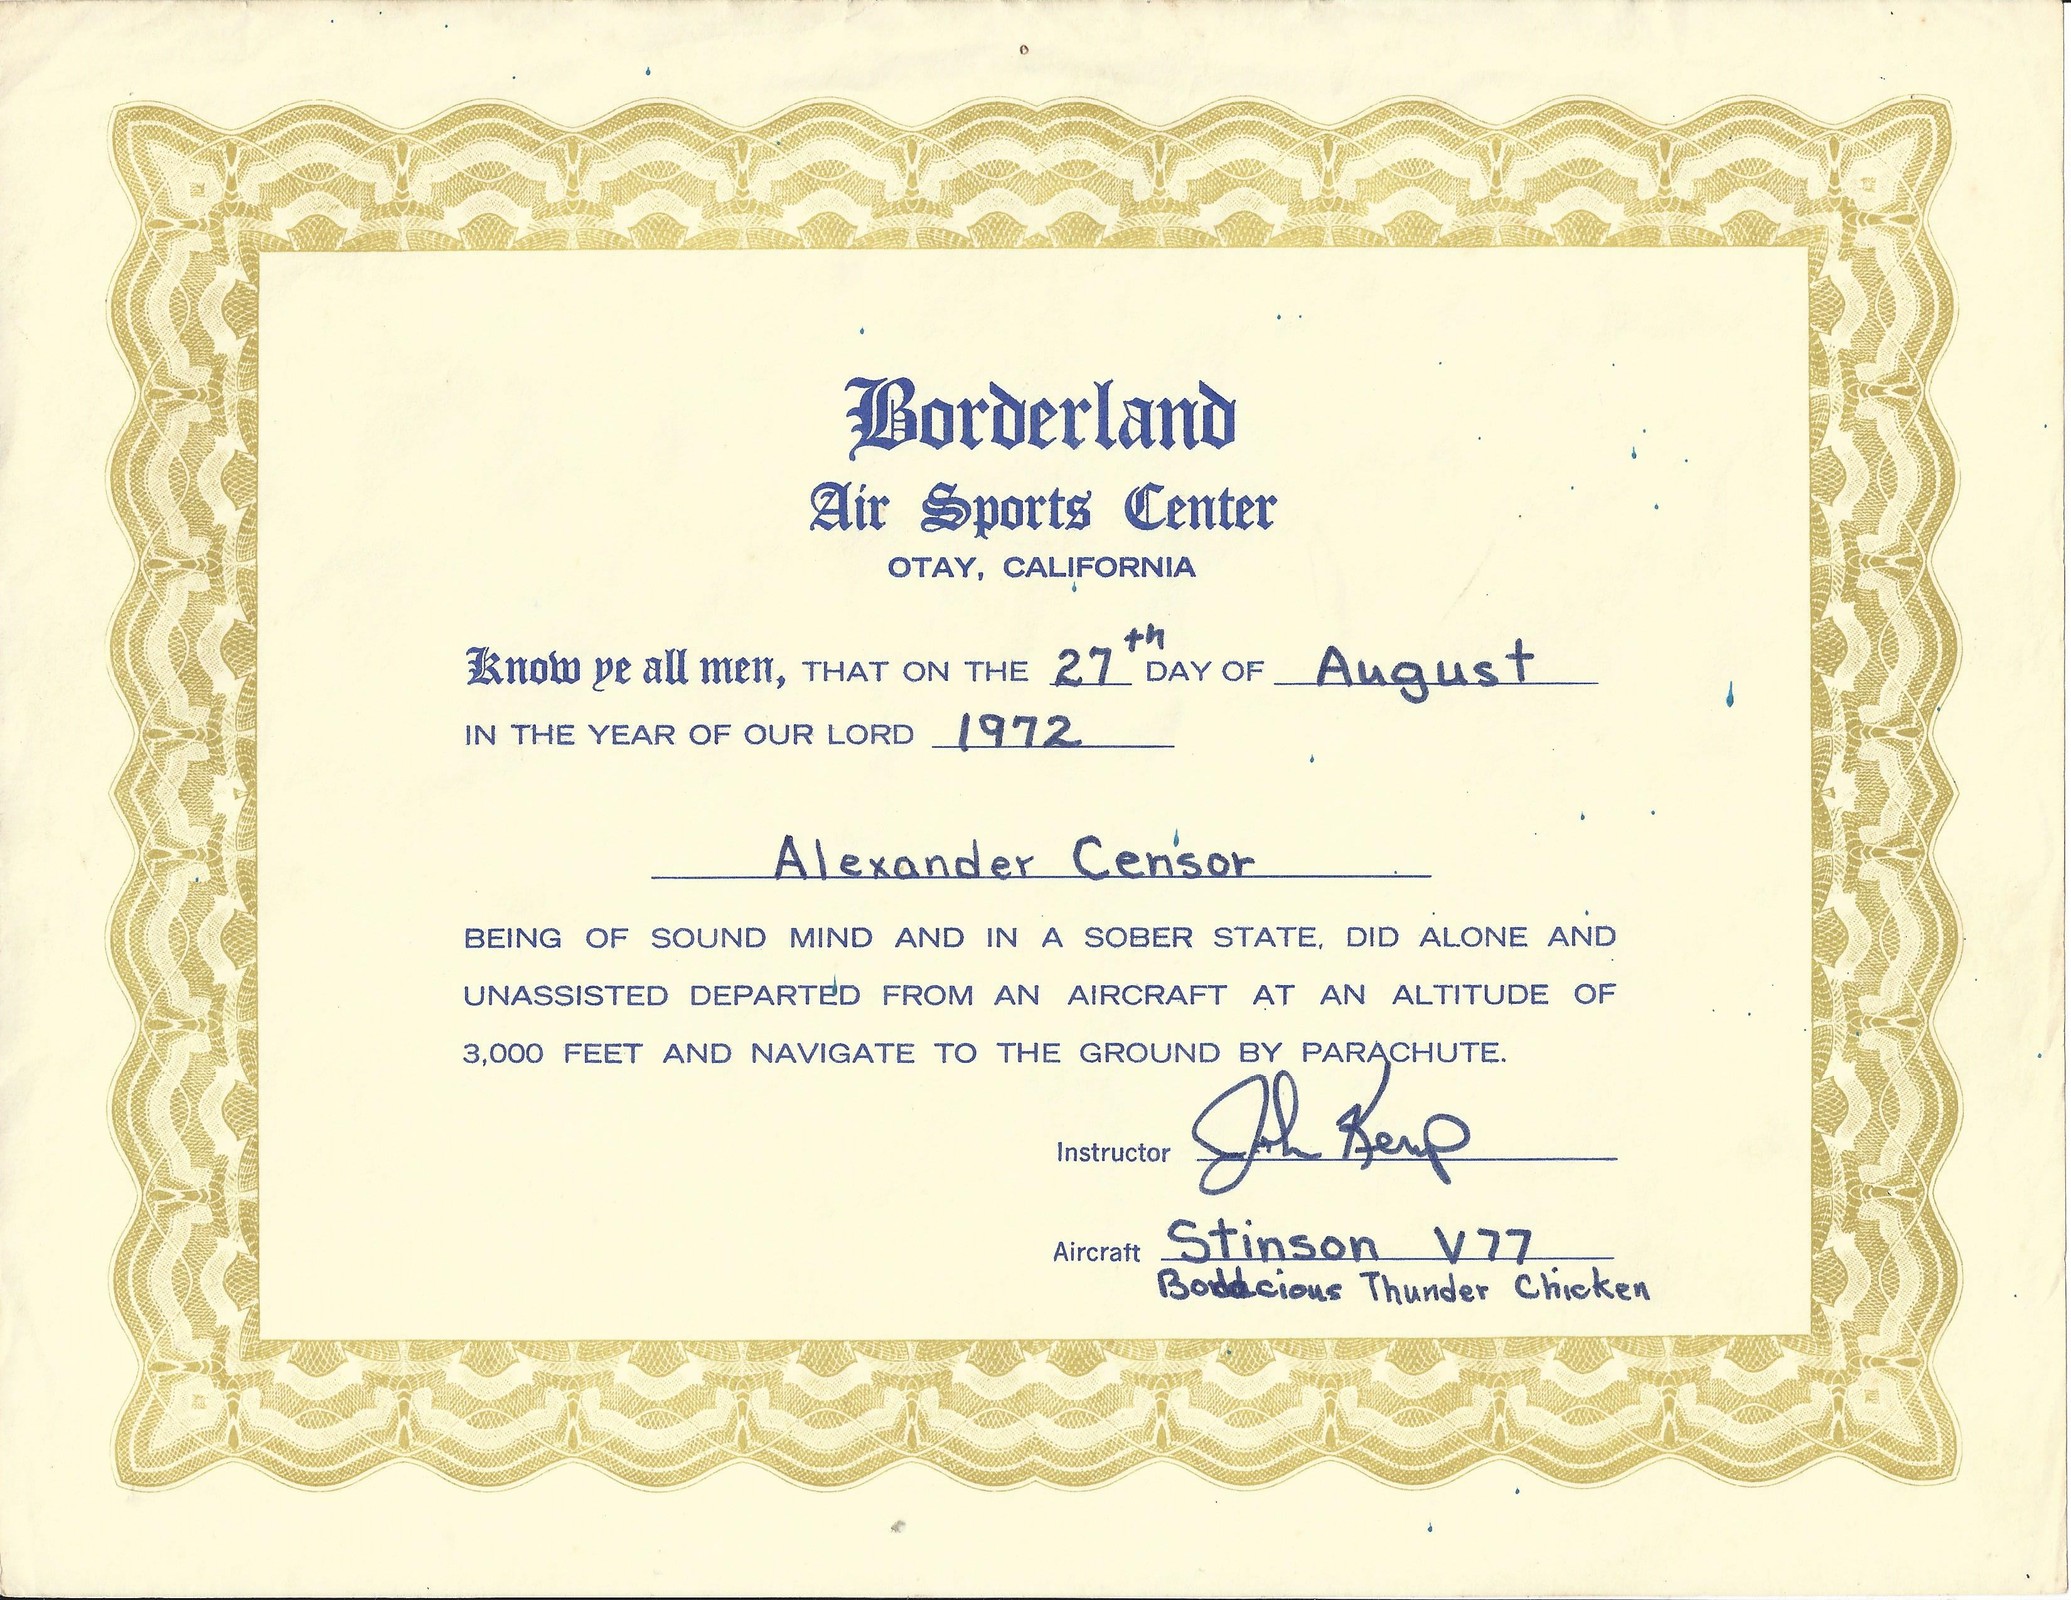 Borderland
Air Sports Center
OTAY, CALIFORNIA
Know ye all men, THAT ON THE 27th DAY OF August
IN THE YEAR OF OUR LORD 1972
Alexander Censor
BEING OF SOUND MIND AND IN A SOBER STATE, DID ALONE AND
UNASSISTED DEPARTED FROM AN AIRCRAFT AT AN ALTITUDE OF
3,000 FEET AND NAVIGATE TO THE GROUND BY PARACHUTE.
Instructor John Kemp
Aircraft Stinson V77
Bodacious Thunder Chicken